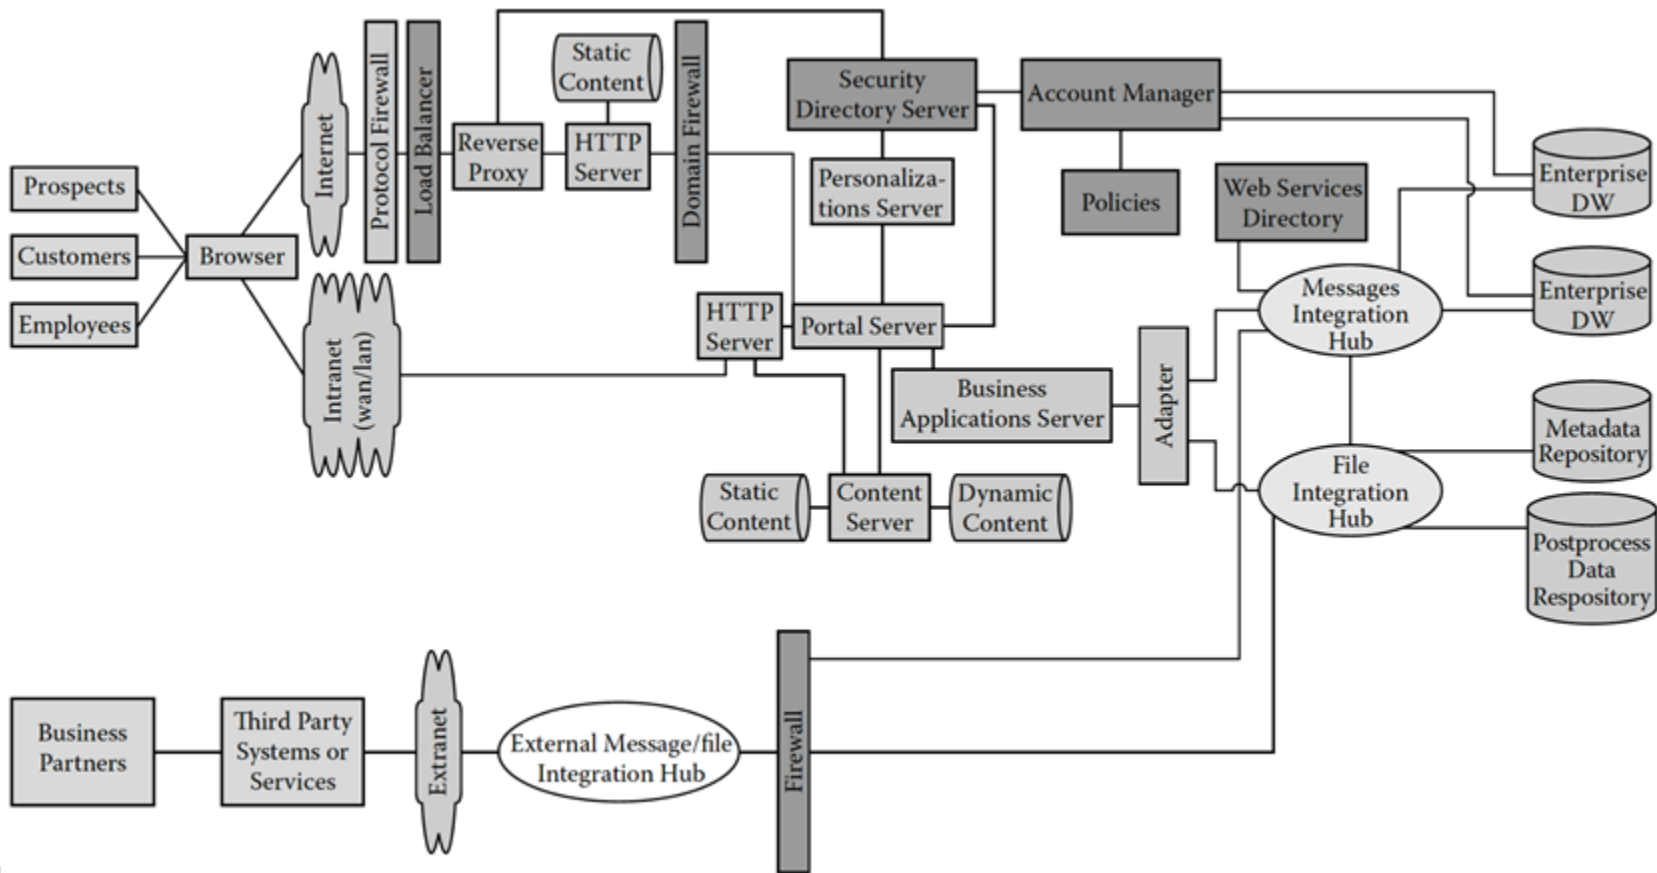 Static
Content
Security
Directory Server
Account Manager
Internet
Protocol Firewall
Load Balancer
Reverse
Proxy
HTTP
Server
Domain Firewall
Personaliza-
tions Server
Policies
Web Services
Directory
Enterprise
DW
Prospects
Customers
Employees
Browser
Intranet
(wan/lan)
HTTP
Server
Portal Server
Messages
Integration
Hub
Enterprise
DW
Business
Applications Server
Adapter
Metadata
Repository
Static
Content
Content
Server
Dynamic
Content
File
Integration
Hub
Postprocess
Data
Respository
Business
Partners
Third Party
Systems or
Services
Extranet
External Message/file
Integration Hub
Firewall